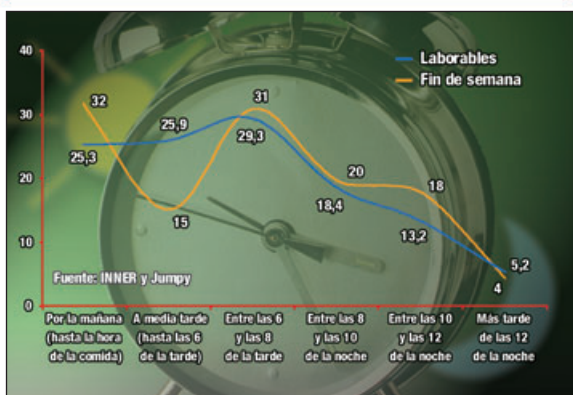 40
30
20
10
0
Laborables
Fin de semana
32
25,3
25,9
15
31
29,3
20
18,4
18
13,2
5,2
4
Fuente: INNER y Jumpy
Por la mañana
(hasta la hora
de la comida)
A media tarde
(hasta las 6
de la tarde)
Entre las 6
y las 8
de la tarde
Entre las 8
y las 10
de la noche
Entre las 10
y las 12
de la noche
Más tarde
de las 12
de la noche